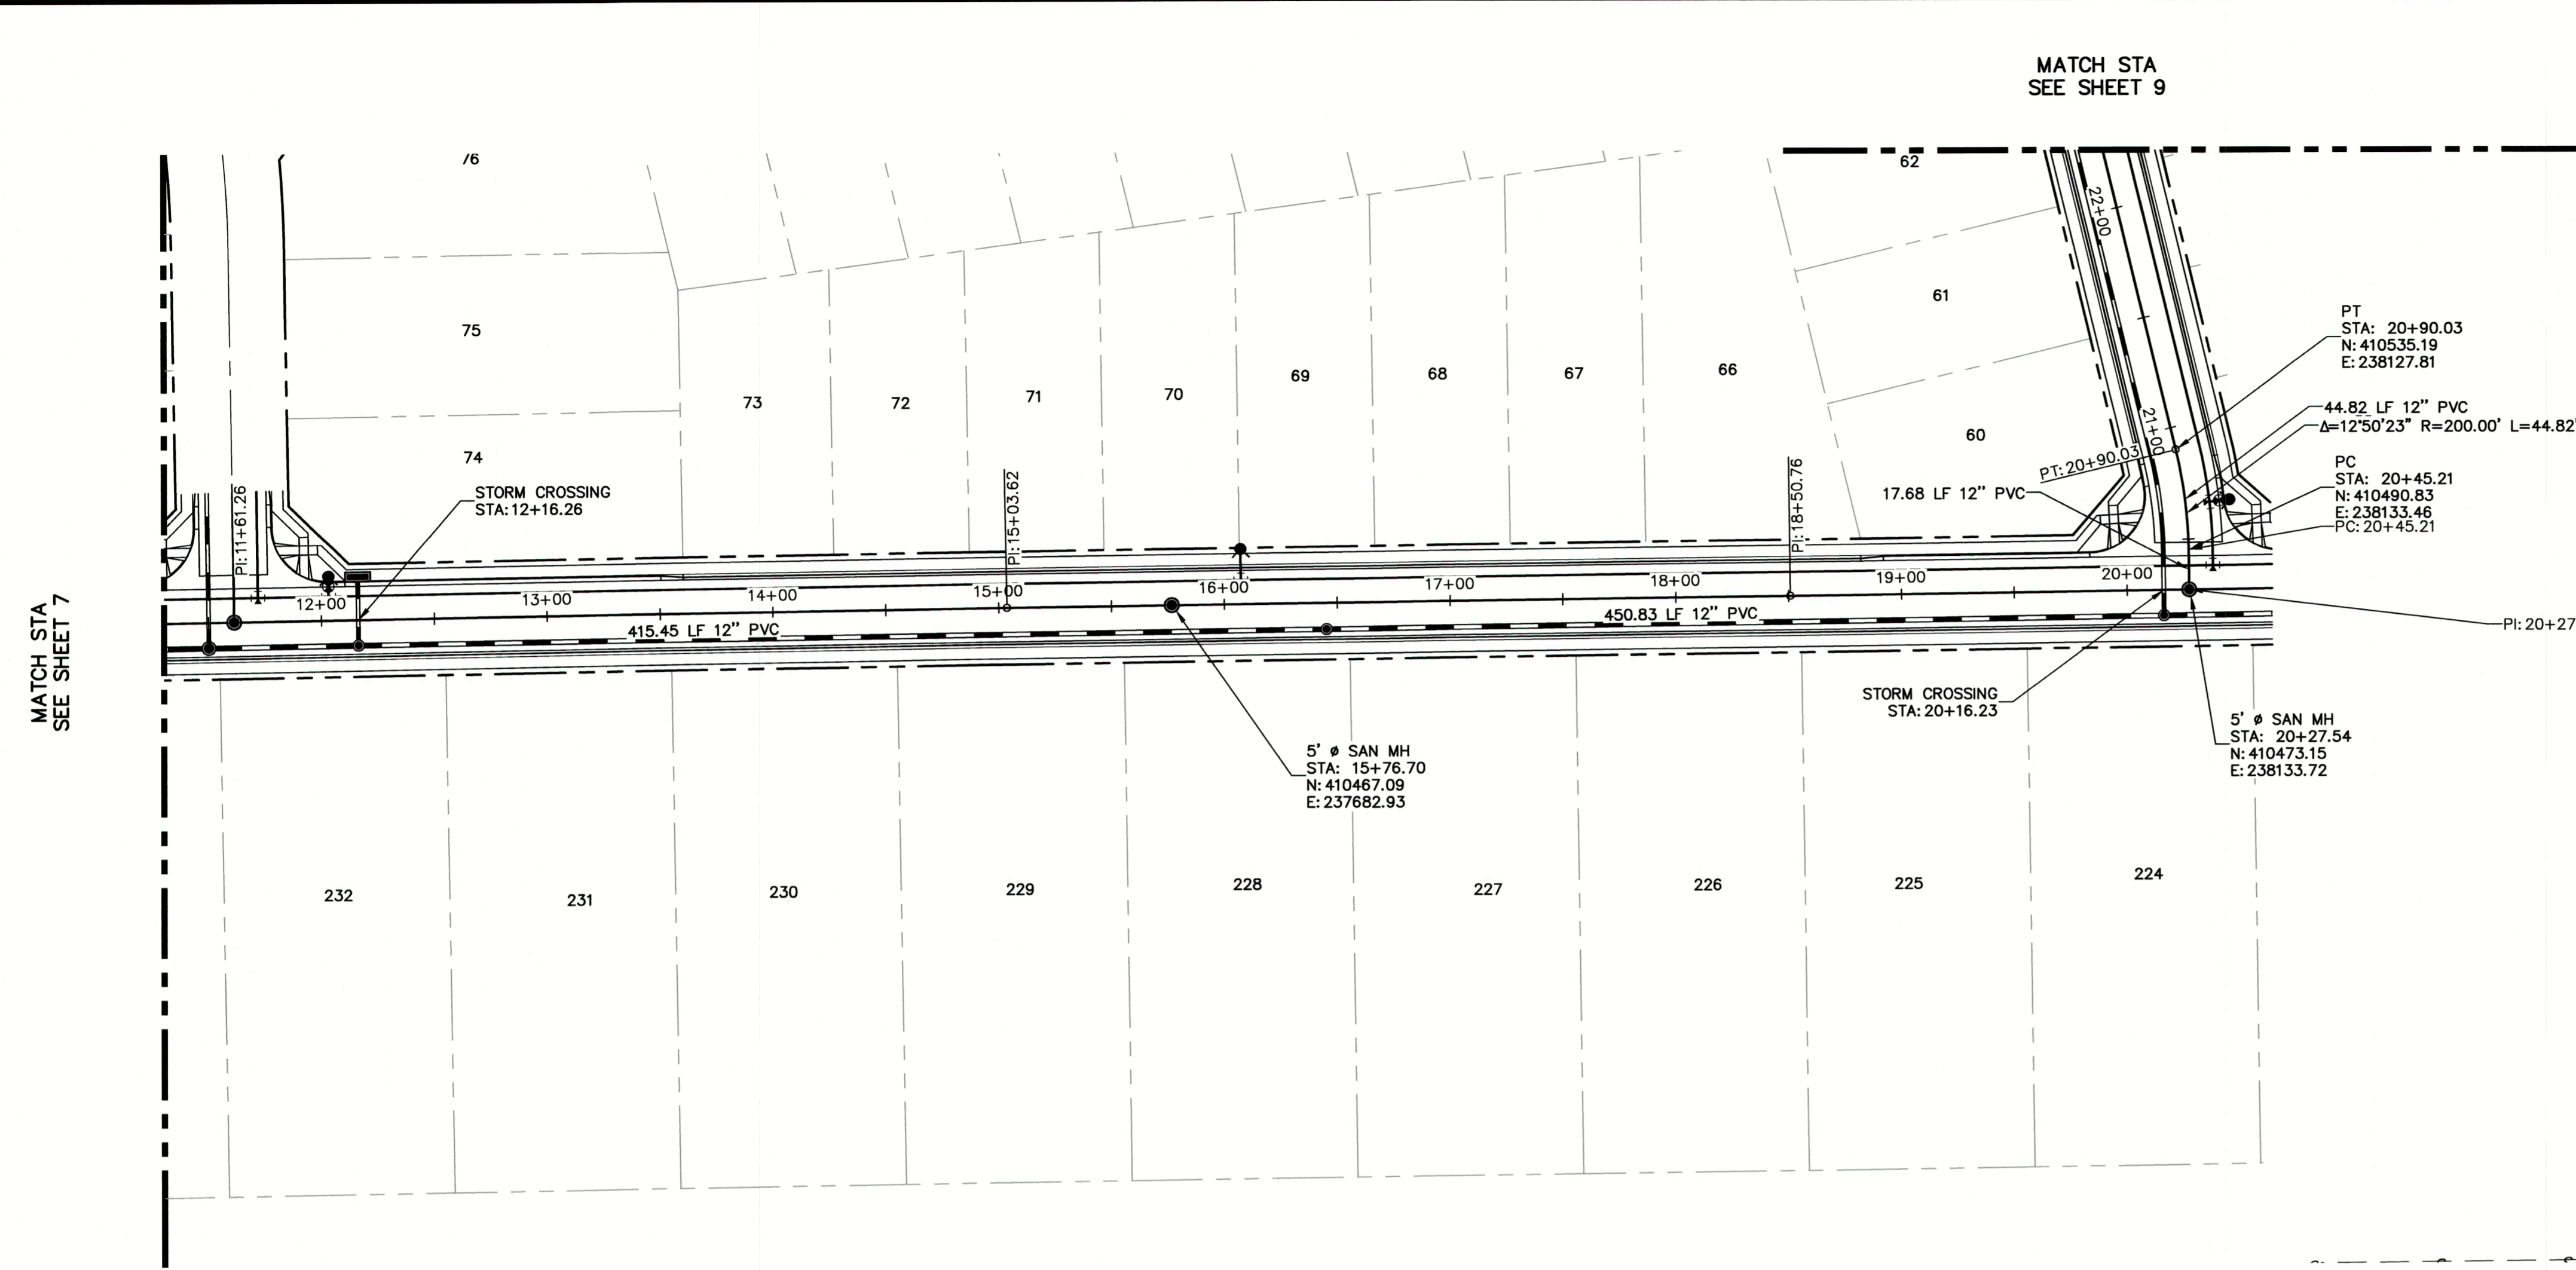 MATCH STA
SEE SHEET 9
MATCH STA
SEE SHEET 7
62
75
61
74
73
72
71
70
69
68
67
66
60
22+00
21+00
PT
STA: 20+90.03
N: 410535.19
E: 238127.81
44.82 LF 12" PVC
Δ=12°50'23" R=200.00' L=44.82'
PT: 20+90.03
PC
STA: 20+45.21
N: 410490.83
E: 238133.46
PC: 20+45.21
17.68 LF 12" PVC
STORM CROSSING
STA: 12+16.26
PI: 11+61.26
PI: 15+03.62
PI: 18+50.76
12+00
13+00
14+00
15+00
16+00
17+00
18+00
19+00
20+00
415.45 LF 12" PVC
450.83 LF 12" PVC
PI: 20+27
STORM CROSSING
STA: 20+16.23
5' ø SAN MH
STA: 15+76.70
N: 410467.09
E: 237682.93
5' ø SAN MH
STA: 20+27.54
N: 410473.15
E: 238133.72
232
231
230
229
228
227
226
225
224